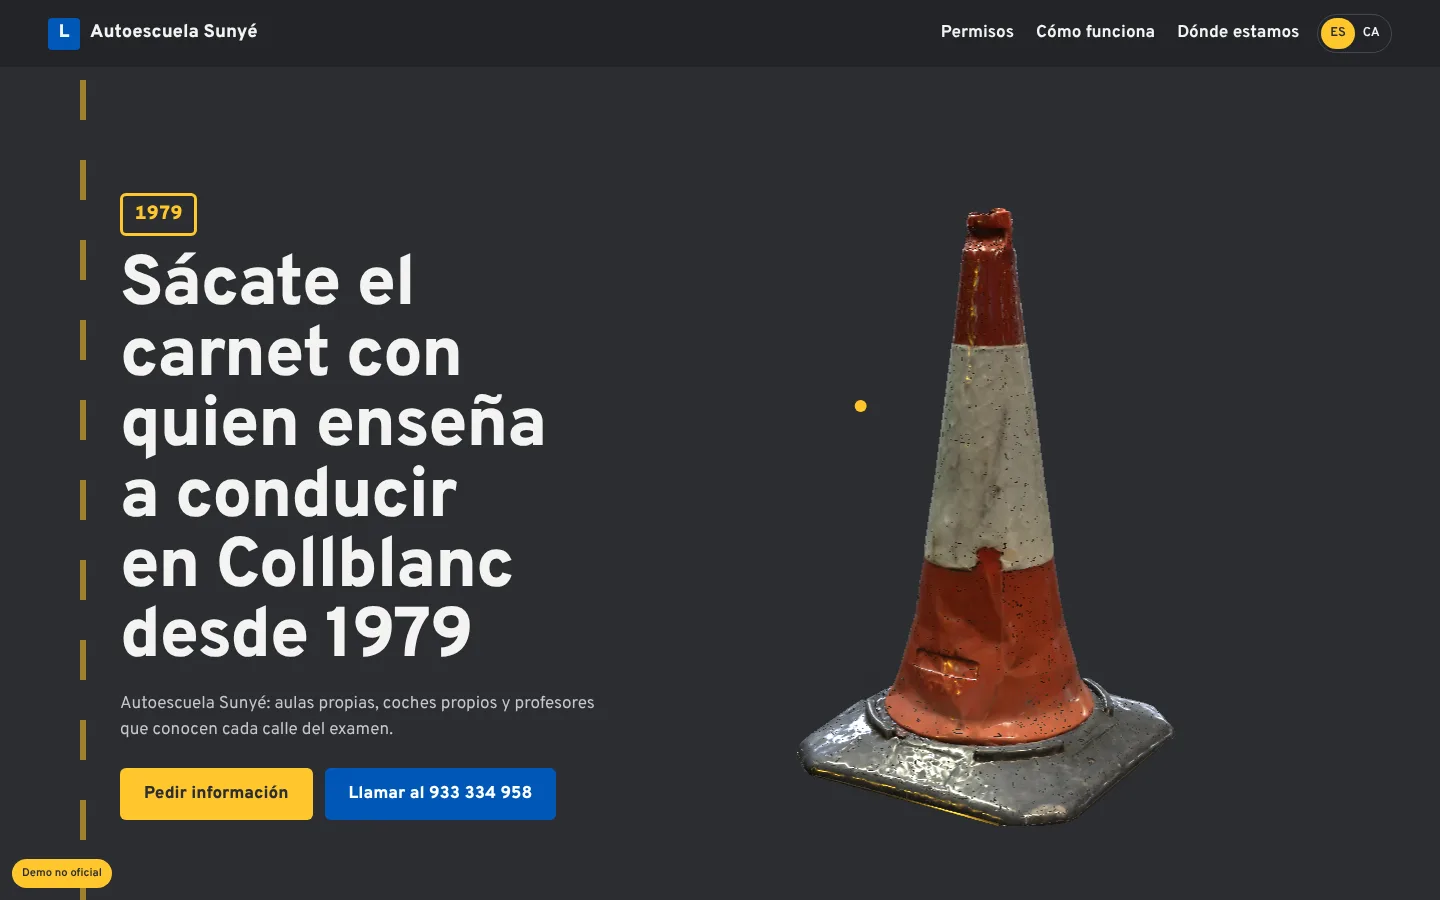 L Autoescuela Sunyé
Permisos Cómo funciona Dónde estamos ES CA
1979
Sácate el
carnet con
quien enseña
a conducir
en Collblanc
desde 1979
Autoescuela Sunyé: aulas propias, coches propios y profesores
que conocen cada calle del examen.
Pedir información Llamar al 933 334 958
Demo no oficial